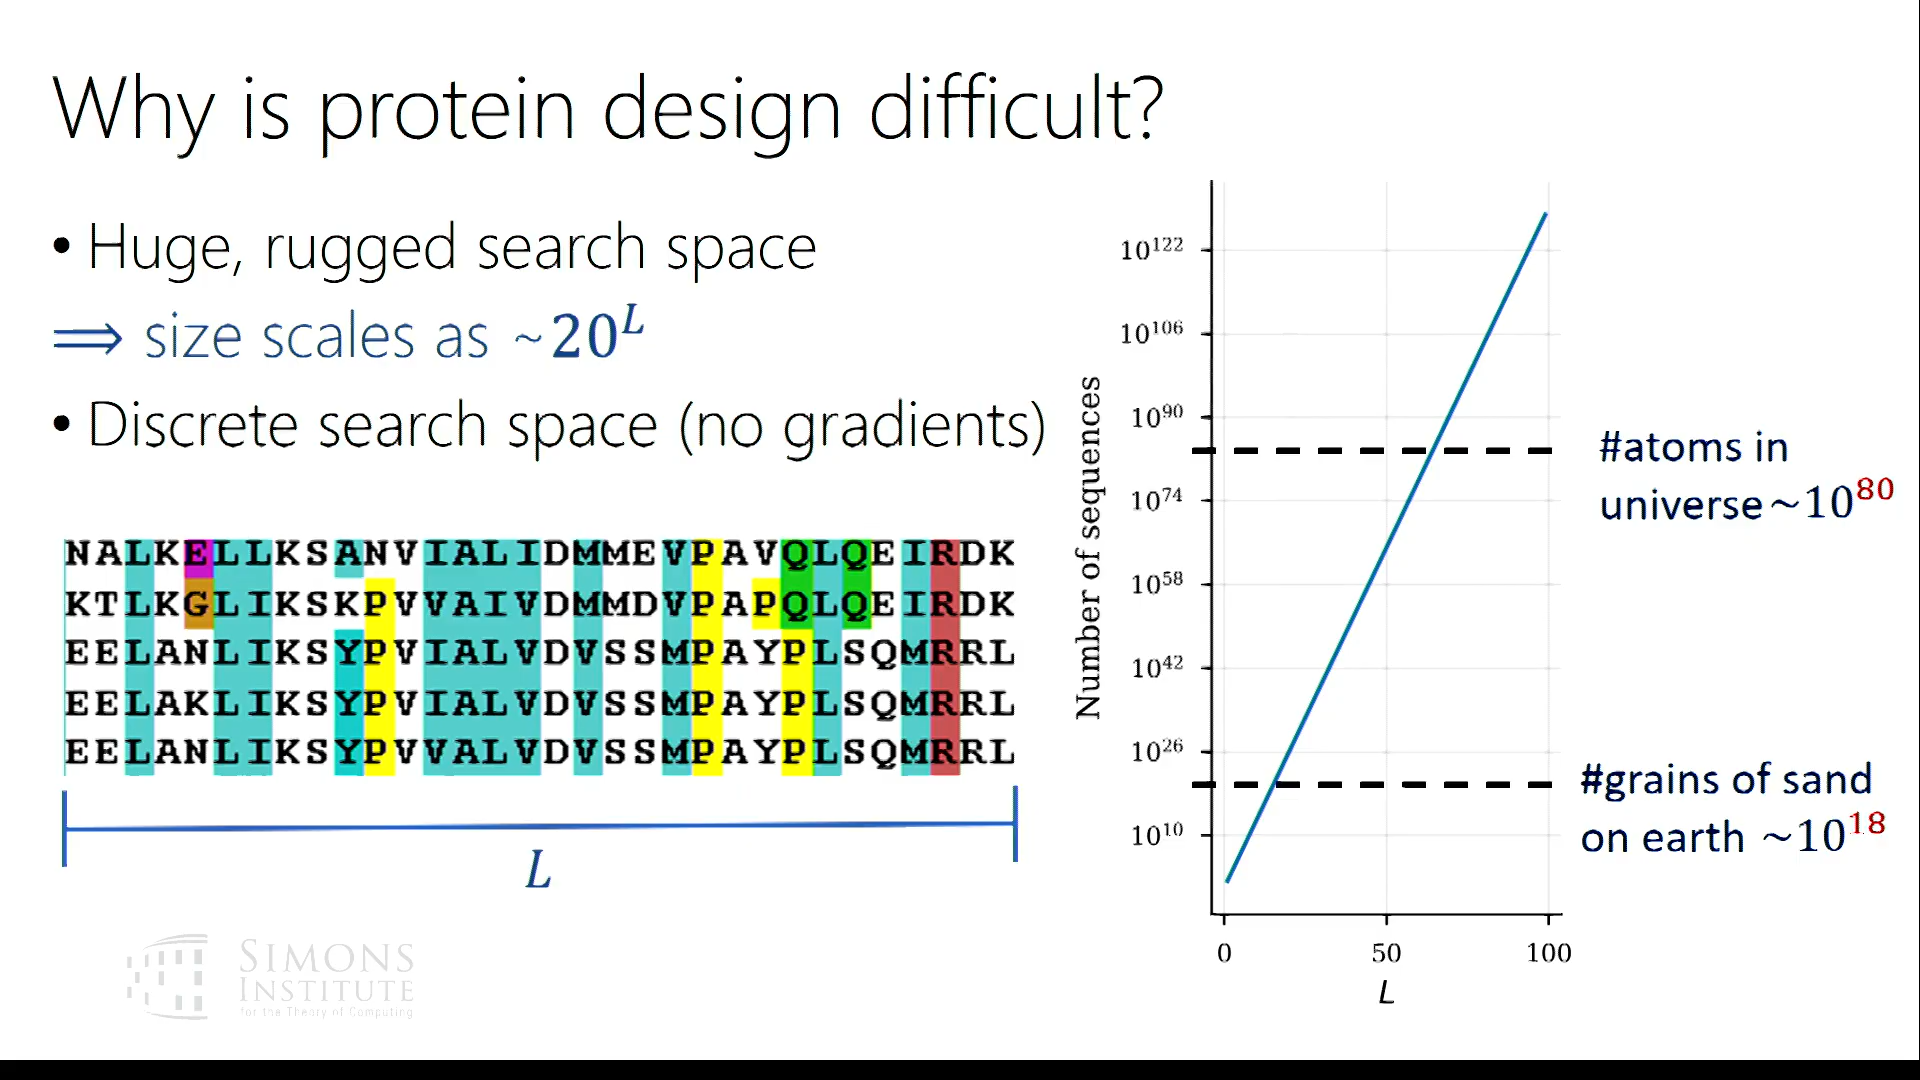 Why is protein design difficult?
• Huge, rugged search space
⟹ size scales as ~20^L
• Discrete search space (no gradients)
NALKELLKSANVIALIDMMEVPAVQLQEIRDK
KTLKGLIKSKPVVAIVDMMDVPAPQLQEIRDK
EELANLIKSYPVIALVDVSSMPAYPLSQMRRL
EELAKLIKSYPVIALVDVSSMPAYPLSQMRRL
EELANLIKSYPVVALVDVSSMPAYPLSQMRRL
L
Number of sequences
10^122
10^106
10^90
10^74
10^58
10^42
10^26
10^10
0 50 100
L
#atoms in
universe~10^80
#grains of sand
on earth ~10^18
SIMONS
INSTITUTE
for the Theory of Computing